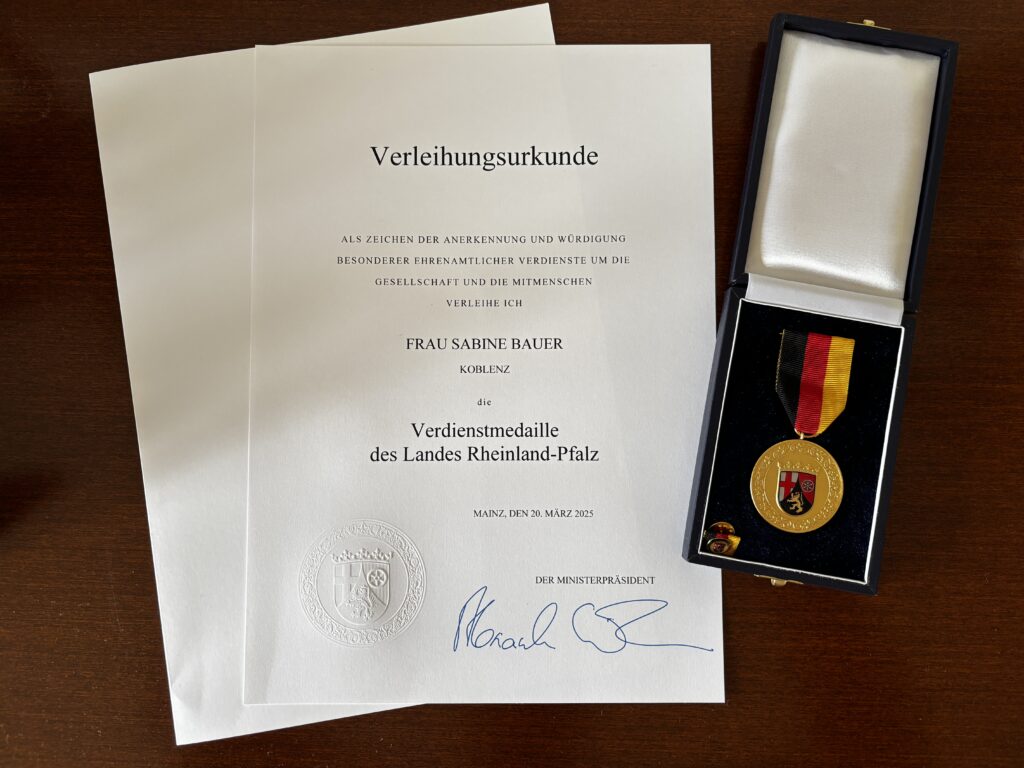 Verleihungsurkunde
ALS ZEICHEN DER ANERKENNUNG UND WÜRDIGUNG
BESONDERER EHRENAMTLICHER VERDIENSTE UM DIE
GESELLSCHAFT UND DIE MITMENSCHEN
VERLEIHE ICH
FRAU SABINE BAUER
KOBLENZ
die
Verdienstmedaille
des Landes Rheinland-Pfalz
MAINZ, DEN 20. MÄRZ 2025
DER MINISTERPRÄSIDENT